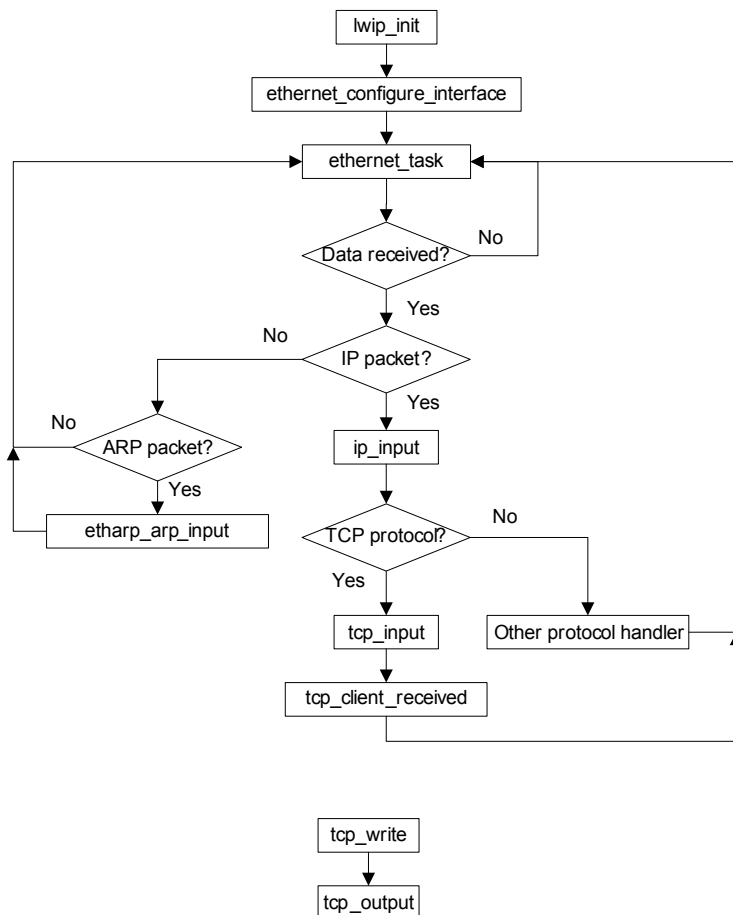 lwip_init
ethernet_configure_interface
ethernet_task
Data received?
No
Yes
No
IP packet?
Yes
No
ARP packet?
ip_input
Yes
etharp_arp_input
TCP protocol?
No
Yes
tcp_input
Other protocol handler
tcp_client_received
tcp_write
tcp_output